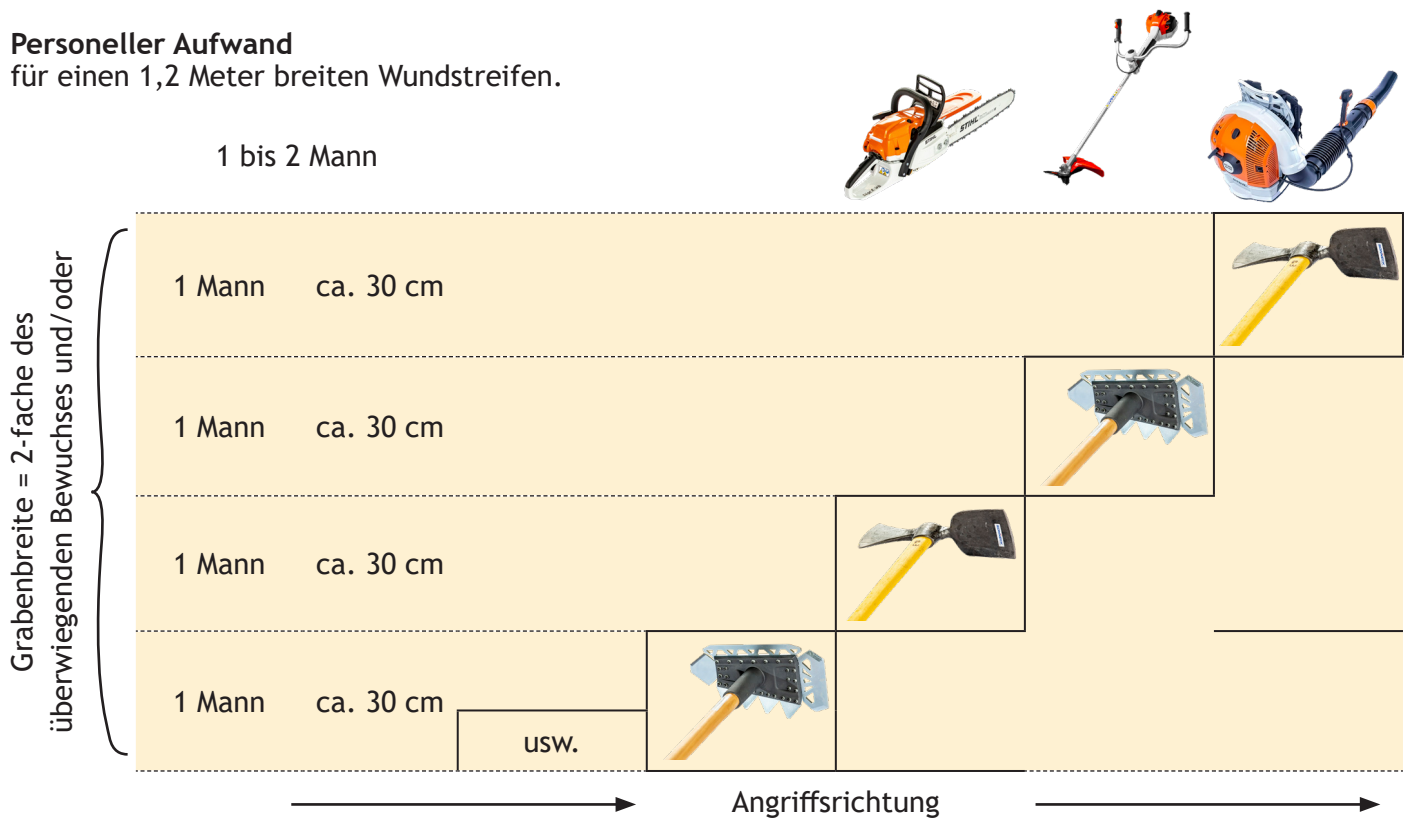 Personeller Aufwand
für einen 1,2 Meter breiten Wundstreifen.
1 bis 2 Mann
STIHL
Grabenbreite = 2-fache des
überwiegenden Bewuchses und/oder
1 Mann ca. 30 cm
1 Mann ca. 30 cm
1 Mann ca. 30 cm
1 Mann ca. 30 cm
usw.
Angriffsrichtung